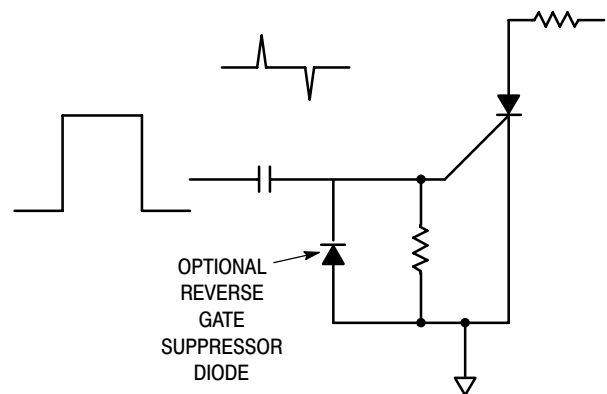 OPTIONAL
REVERSE
GATE
SUPPRESSOR
DIODE